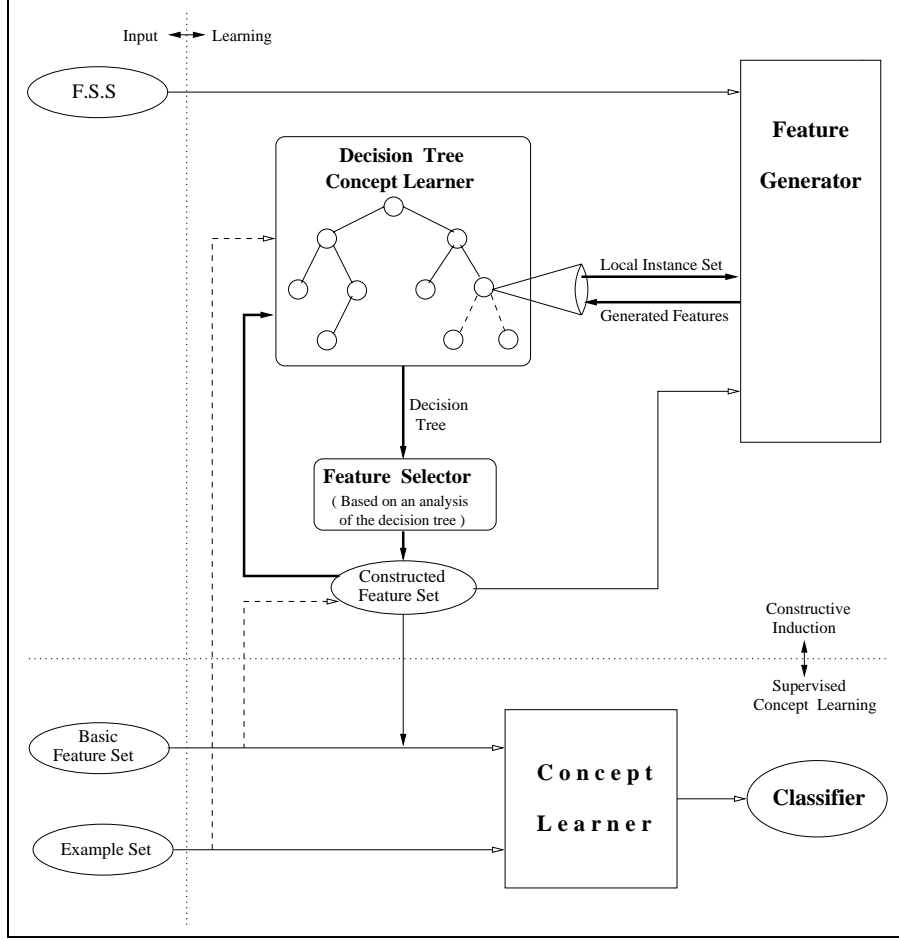 Input
Learning
F.S.S
Feature
Generator
Decision Tree
Concept Learner
Local Instance Set
Generated Features
Decision
Tree
Feature Selector
( Based on an analysis
of the decision tree )
Constructed
Feature Set
Constructive
Induction
Supervised
Concept Learning
Basic
Feature Set
Concept
Learner
Classifier
Example Set